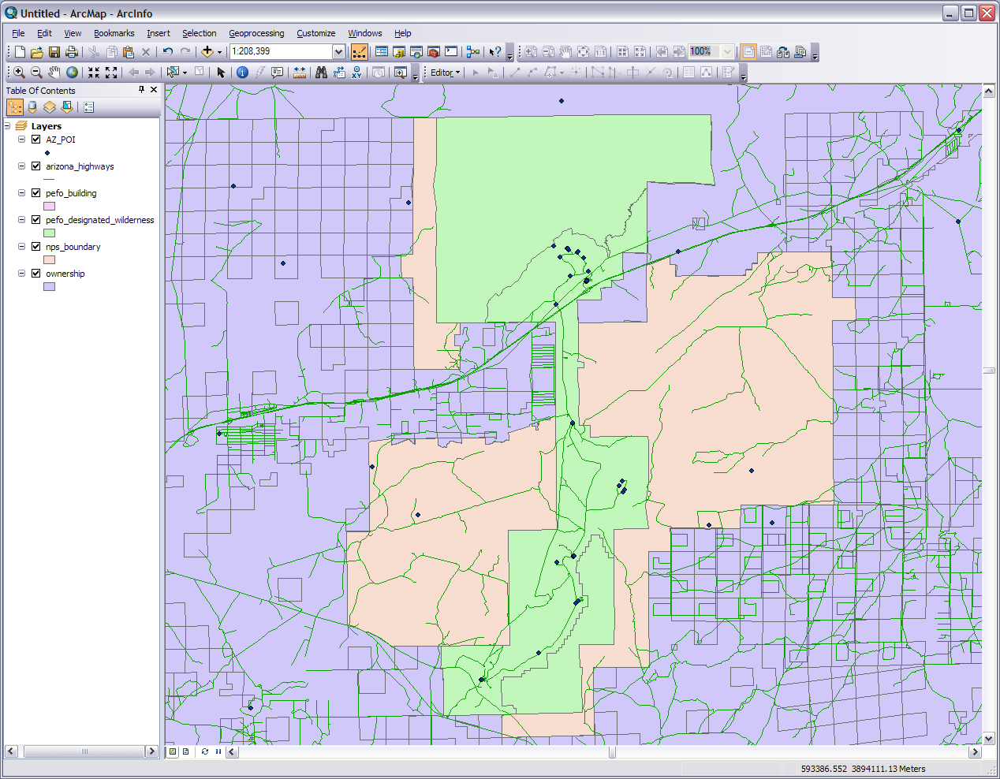 Untitled - ArcMap - ArcInfo
File Edit View Bookmarks Insert Selection Geoprocessing Customize Windows Help
1:208,399 100%
Editor
Table Of Contents
Layers
AZ_POI
arizona_highways
pefo_building
pefo_designated_wilderness
nps_boundary
ownership
593386.552 3894111.13 Meters